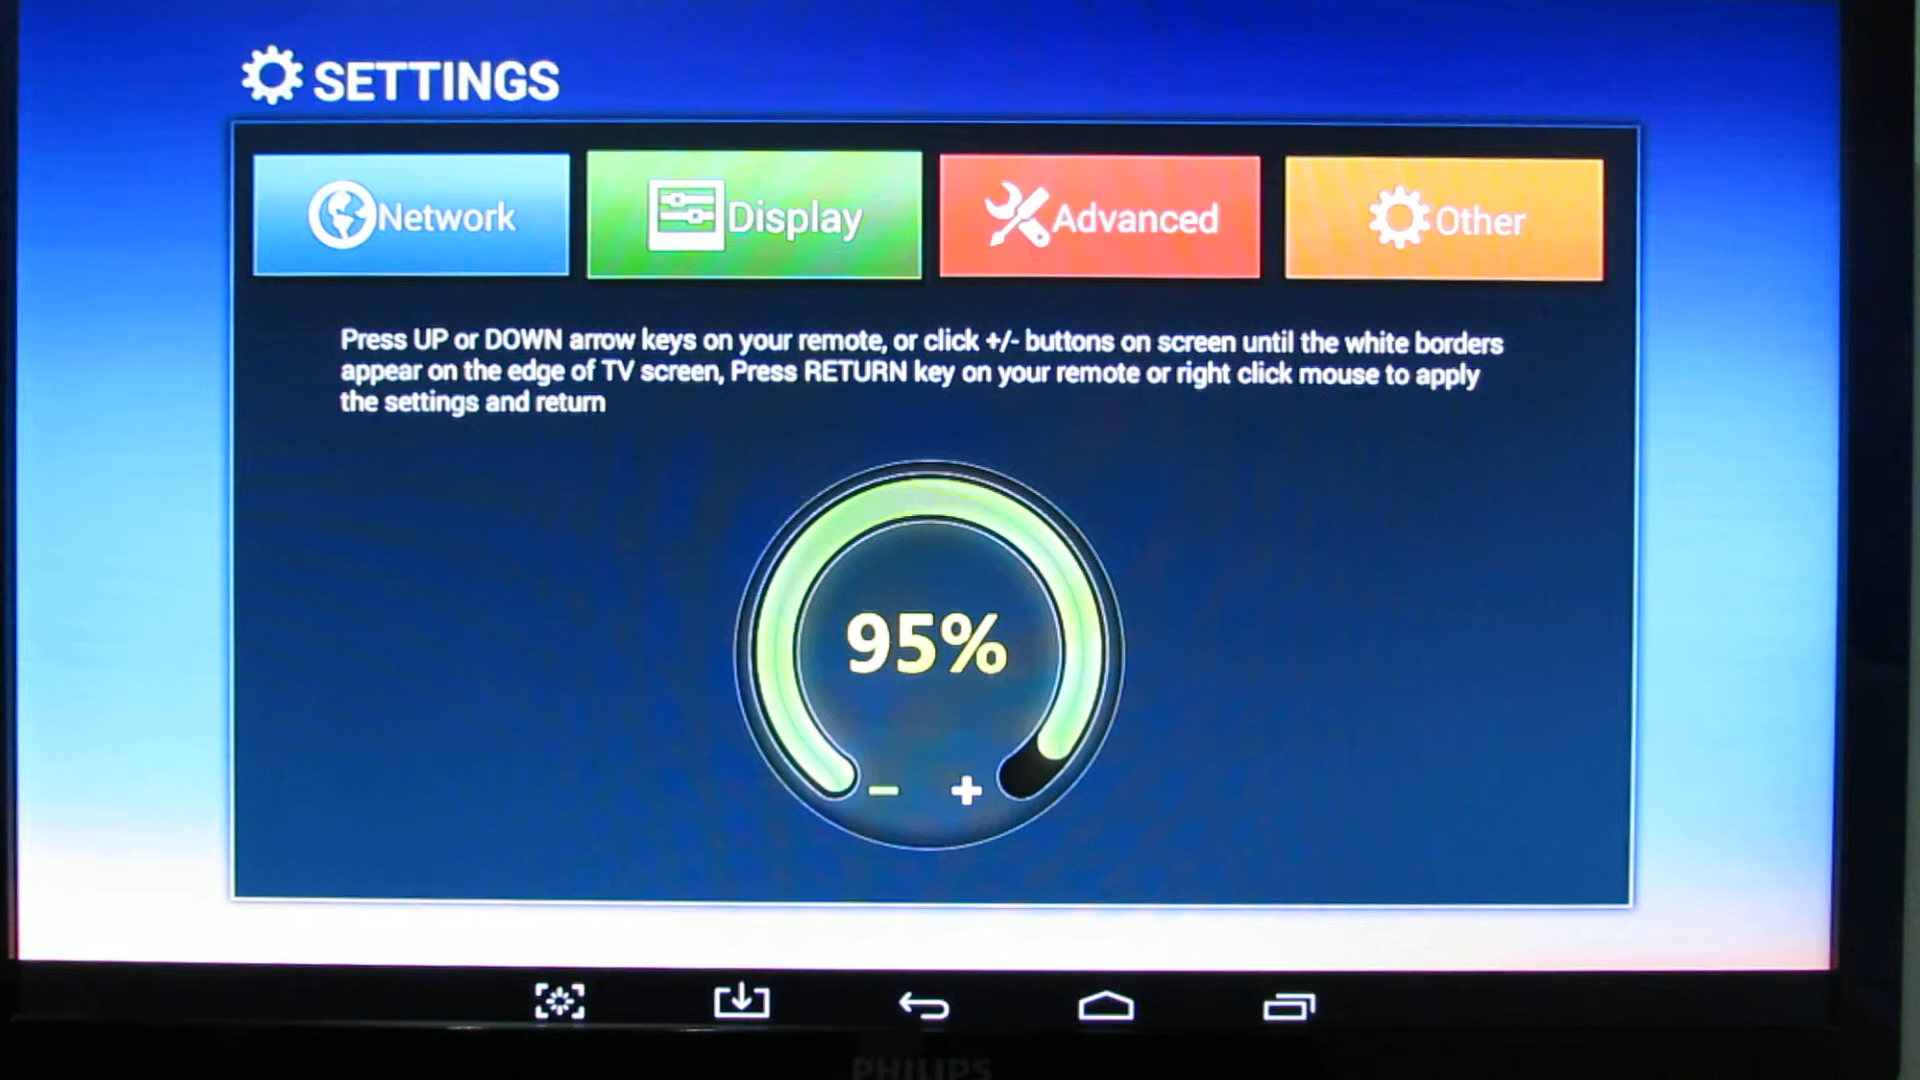 SETTINGS
Network
Display
Advanced
Other
Press UP or DOWN arrow keys on your remote, or click +/- buttons on screen until the white borders
appear on the edge of TV screen, Press RETURN key on your remote or right click mouse to apply
the settings and return
95%
- +
PHILIPS